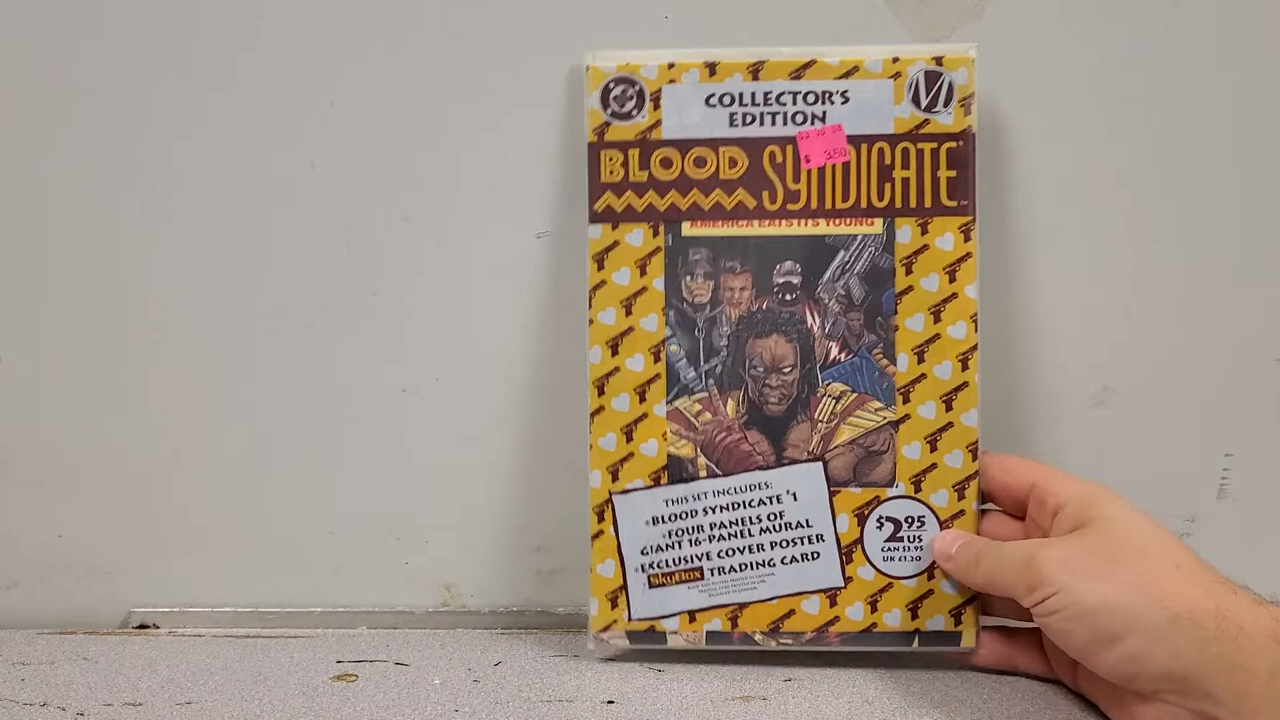 COLLECTOR'S
EDITION
$ 3.50
BLOOD SYNDICATE
AMERICA EATS ITS YOUNG
THIS SET INCLUDES:
*BLOOD SYNDICATE #1
*FOUR PANELS OF
GIANT 16-PANEL MURAL
*EXCLUSIVE COVER POSTER
SKYBOX TRADING CARD
$2.95
US
CAN $3.95
UK £1.20